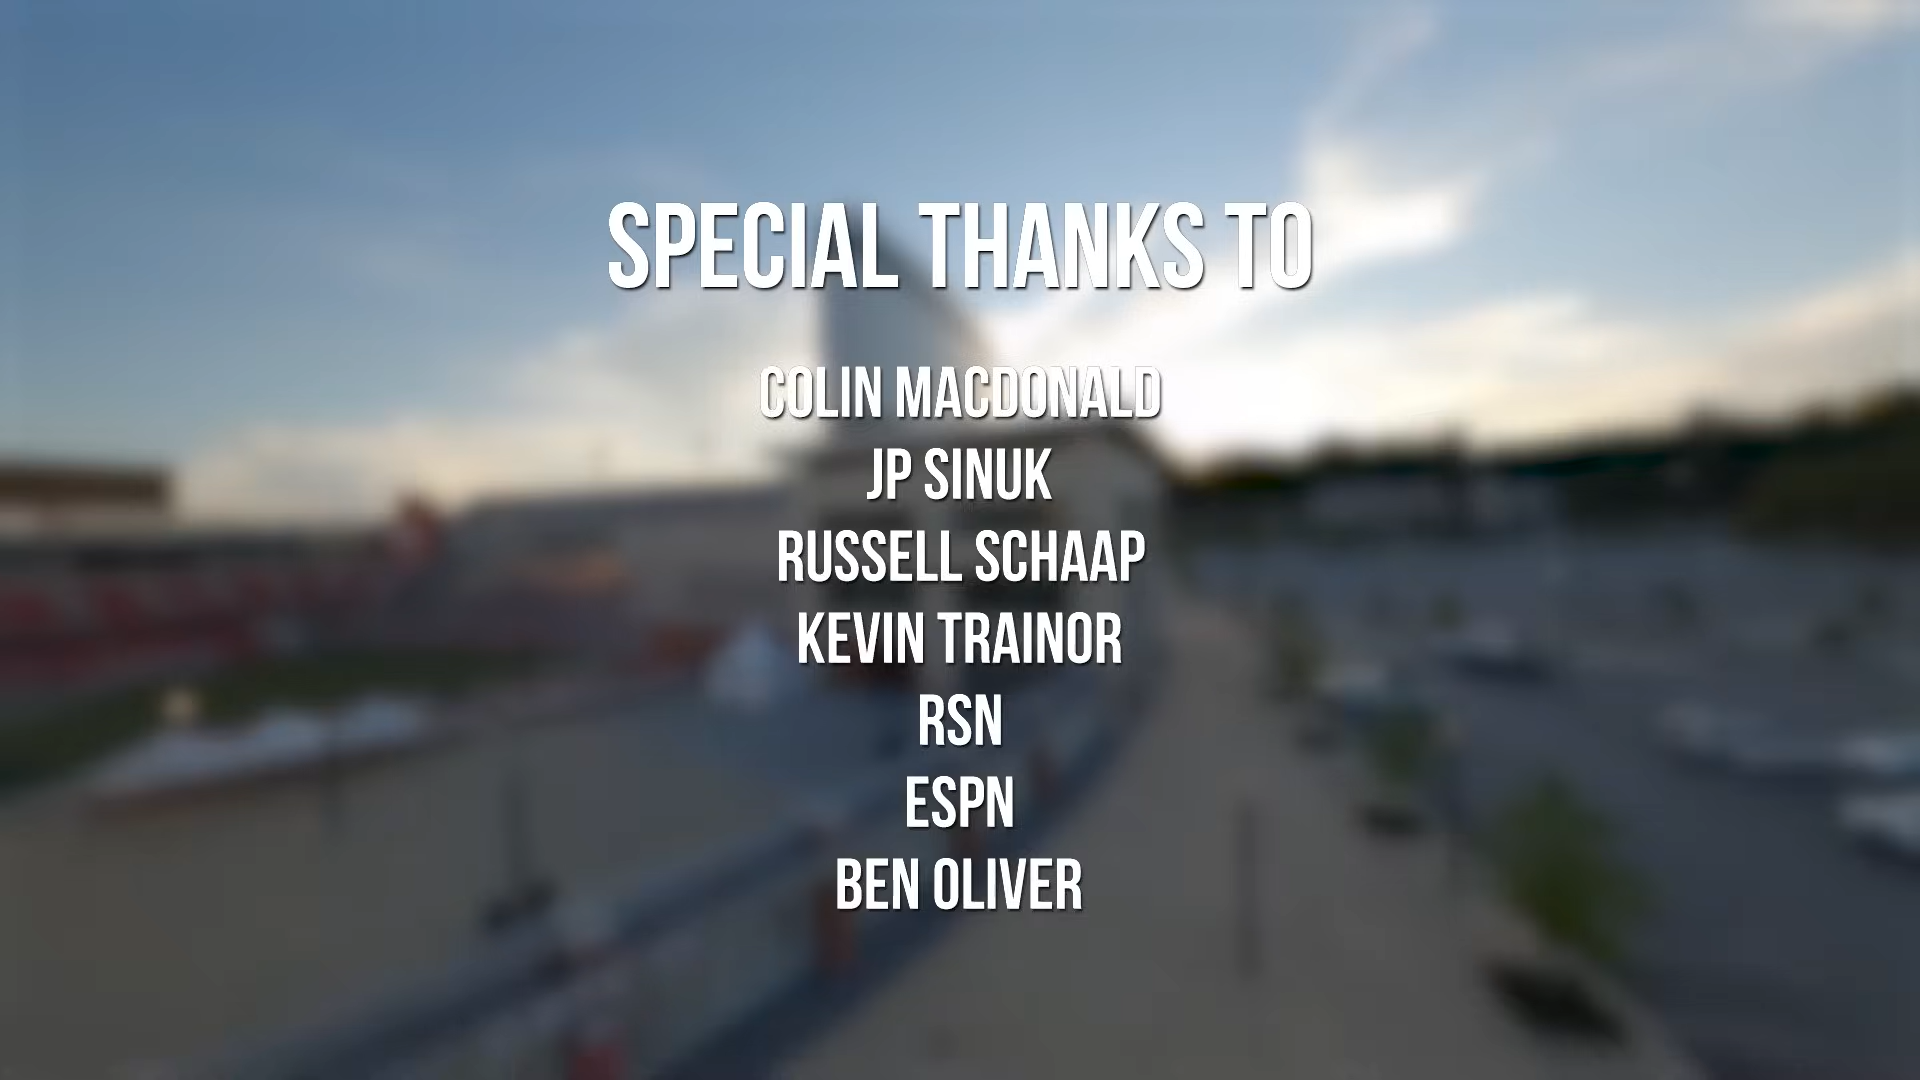 SPECIAL THANKS TO
COLIN MACDONALD
JP SINUK
RUSSELL SCHAAP
KEVIN TRAINOR
RSN
ESPN
BEN OLIVER